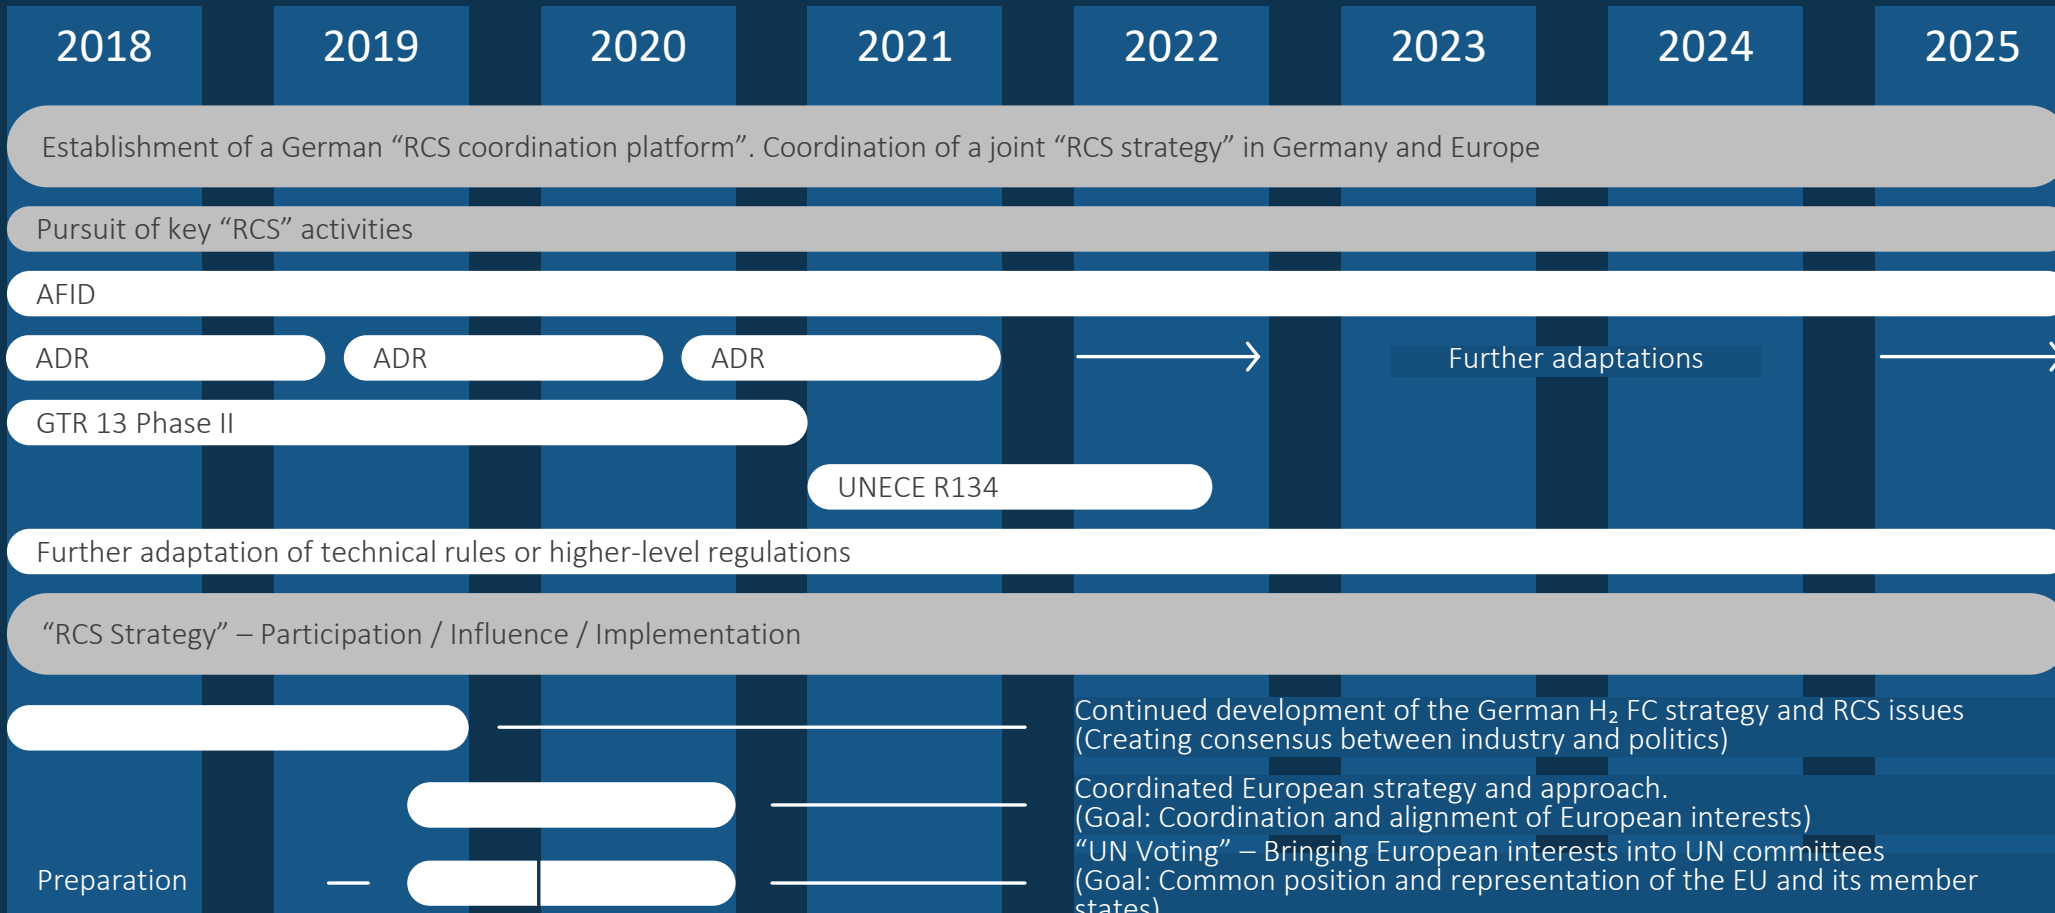 2018 2019 2020 2021 2022 2023 2024 2025
Establishment of a German “RCS coordination platform”. Coordination of a joint “RCS strategy” in Germany and Europe
Pursuit of key “RCS” activities
AFID
ADR ADR ADR Further adaptations
GTR 13 Phase II
UNECE R134
Further adaptation of technical rules or higher-level regulations
“RCS Strategy” – Participation / Influence / Implementation
Continued development of the German H₂ FC strategy and RCS issues
(Creating consensus between industry and politics)
Coordinated European strategy and approach.
(Goal: Coordination and alignment of European interests)
Preparation
“UN Voting” – Bringing European interests into UN committees
(Goal: Common position and representation of the EU and its member
states)